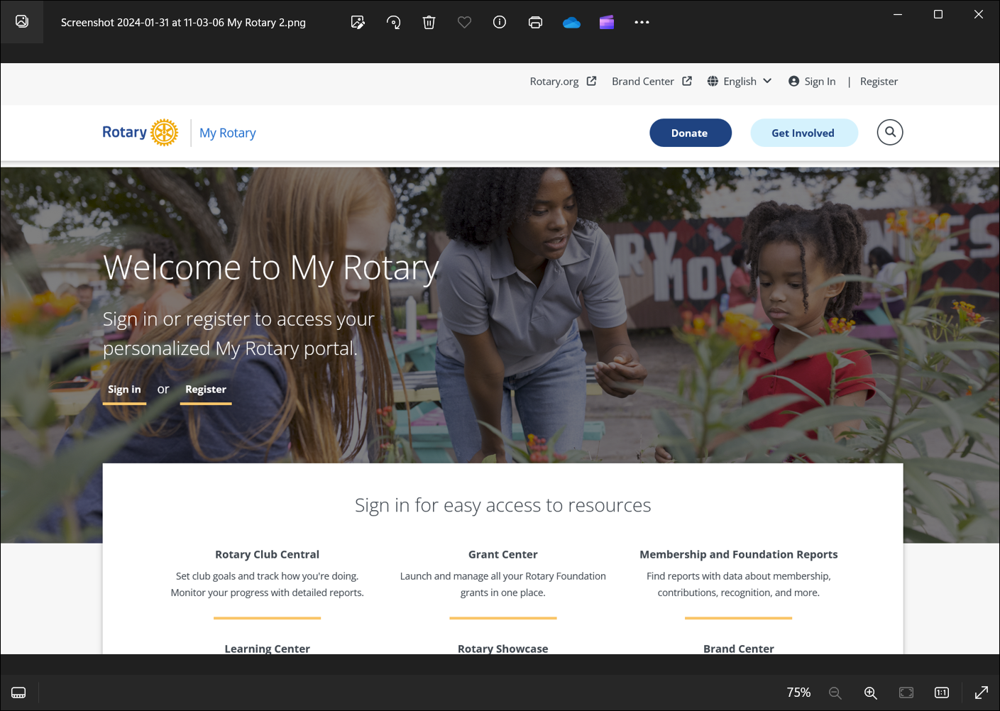 Screenshot 2024-01-31 at 11-03-06 My Rotary 2.png
Rotary.org Brand Center English Sign In | Register
Rotary My Rotary Donate Get Involved
Welcome to My Rotary
Sign in or register to access your
personalized My Rotary portal.
Sign in or Register
Sign in for easy access to resources
Rotary Club Central
Set club goals and track how you're doing.
Monitor your progress with detailed reports.
Grant Center
Launch and manage all your Rotary Foundation
grants in one place.
Membership and Foundation Reports
Find reports with data about membership,
contributions, recognition, and more.
Learning Center
Rotary Showcase
Brand Center
75%
1:1